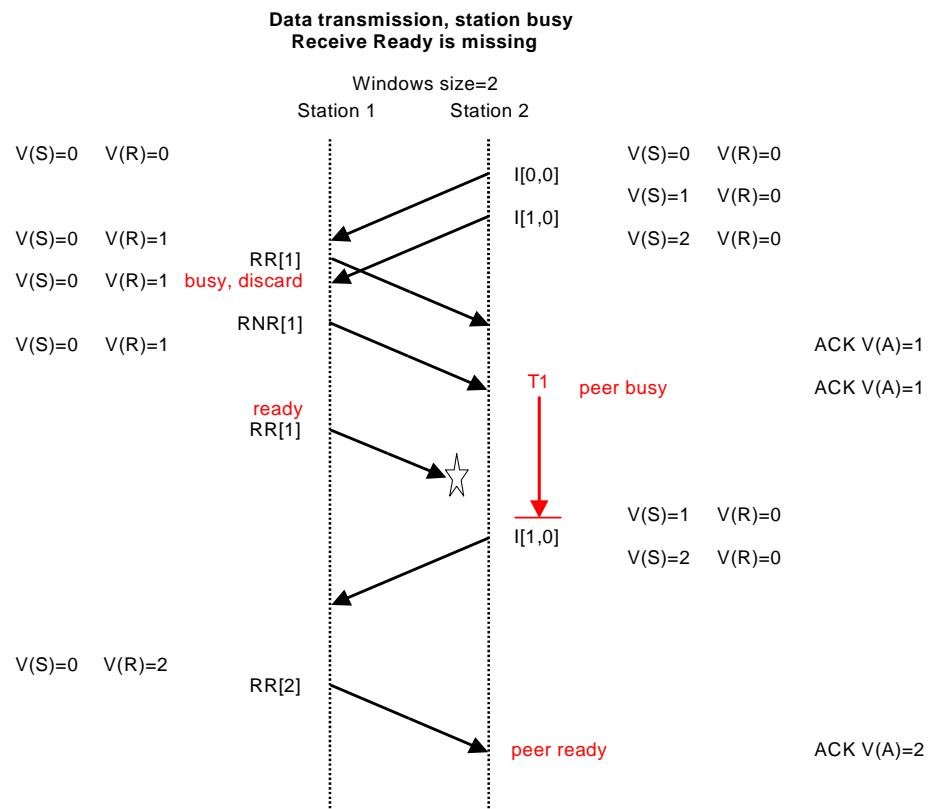 Data transmission, station busy
Receive Ready is missing
Windows size=2
Station 1 Station 2
V(S)=0 V(R)=0 V(S)=0 V(R)=0
I[0,0]
V(S)=1 V(R)=0
I[1,0]
V(S)=0 V(R)=1 V(S)=2 V(R)=0
RR[1]
V(S)=0 V(R)=1 busy, discard
RNR[1]
V(S)=0 V(R)=1 ACK V(A)=1
T1 peer busy ACK V(A)=1
ready
RR[1]
V(S)=1 V(R)=0
I[1,0]
V(S)=2 V(R)=0
V(S)=0 V(R)=2
RR[2]
peer ready ACK V(A)=2